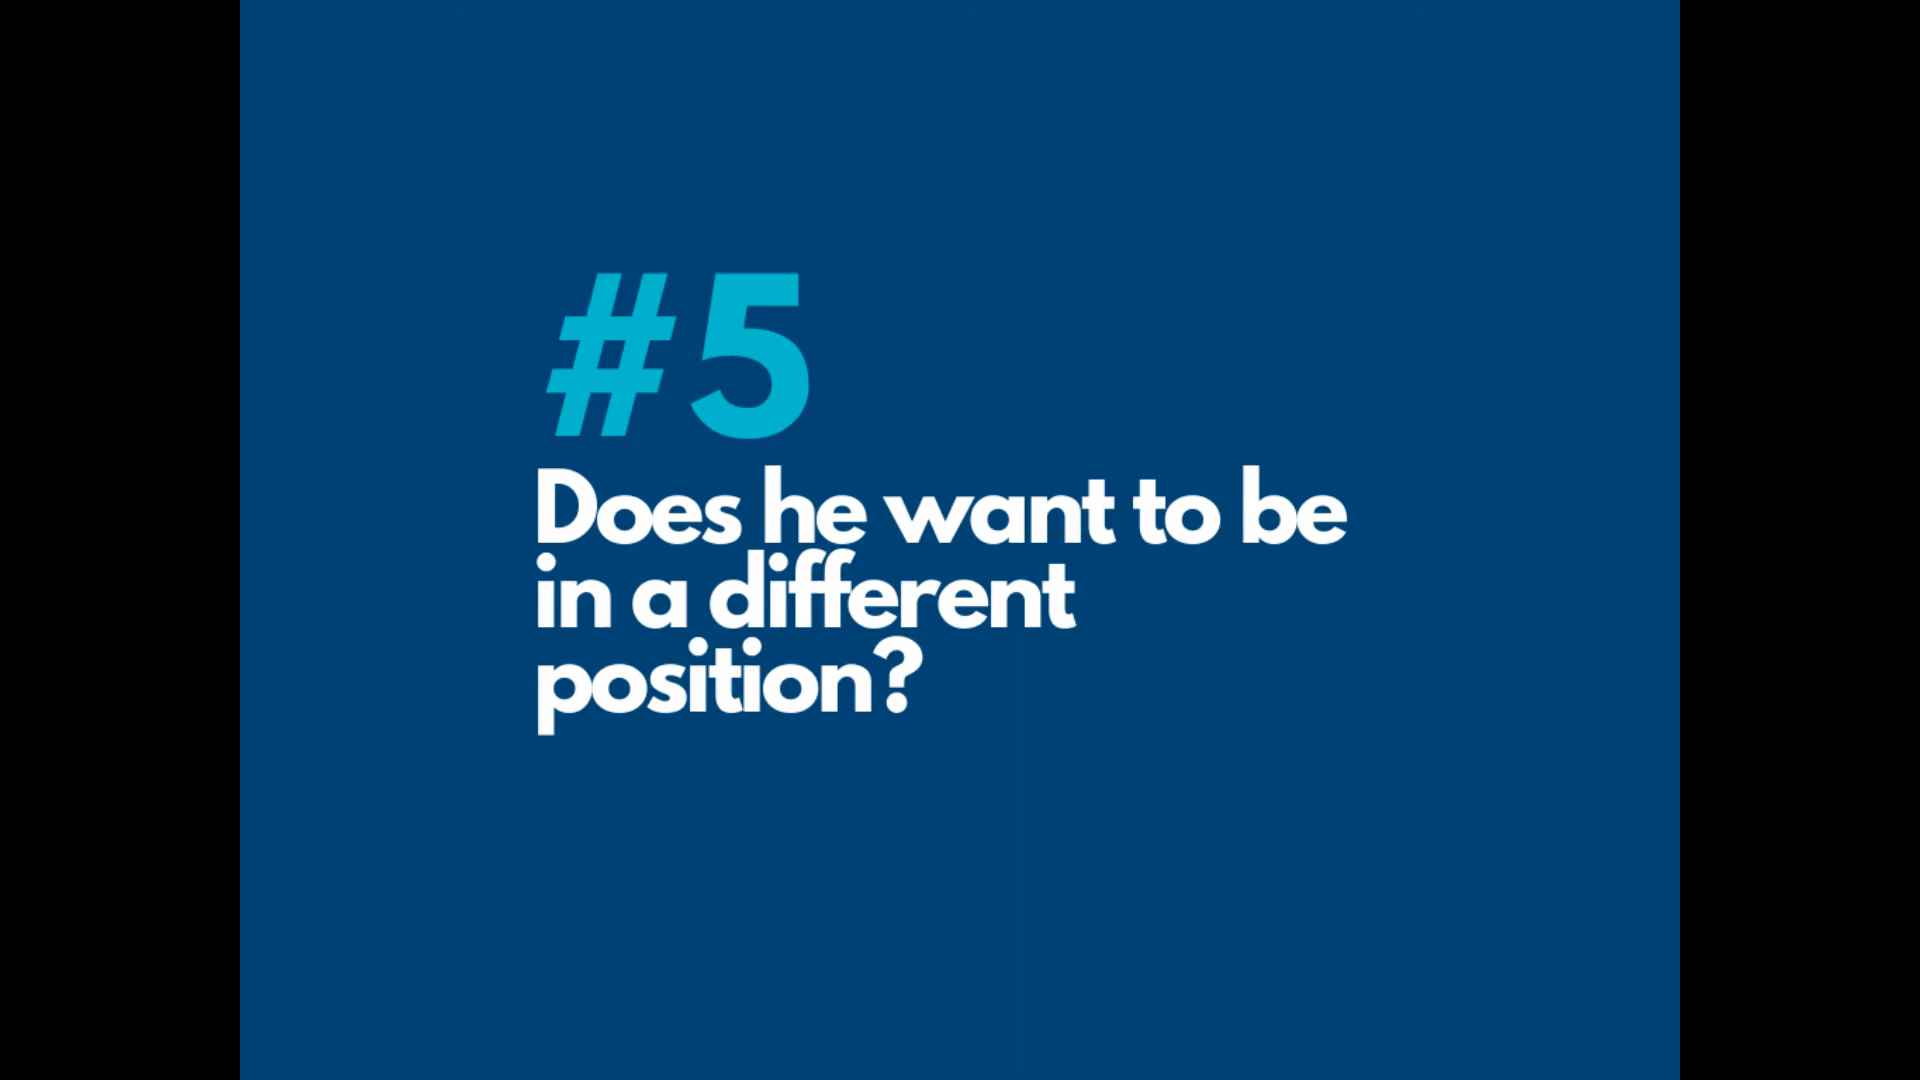 #5
Does he want to be
in a different
position?